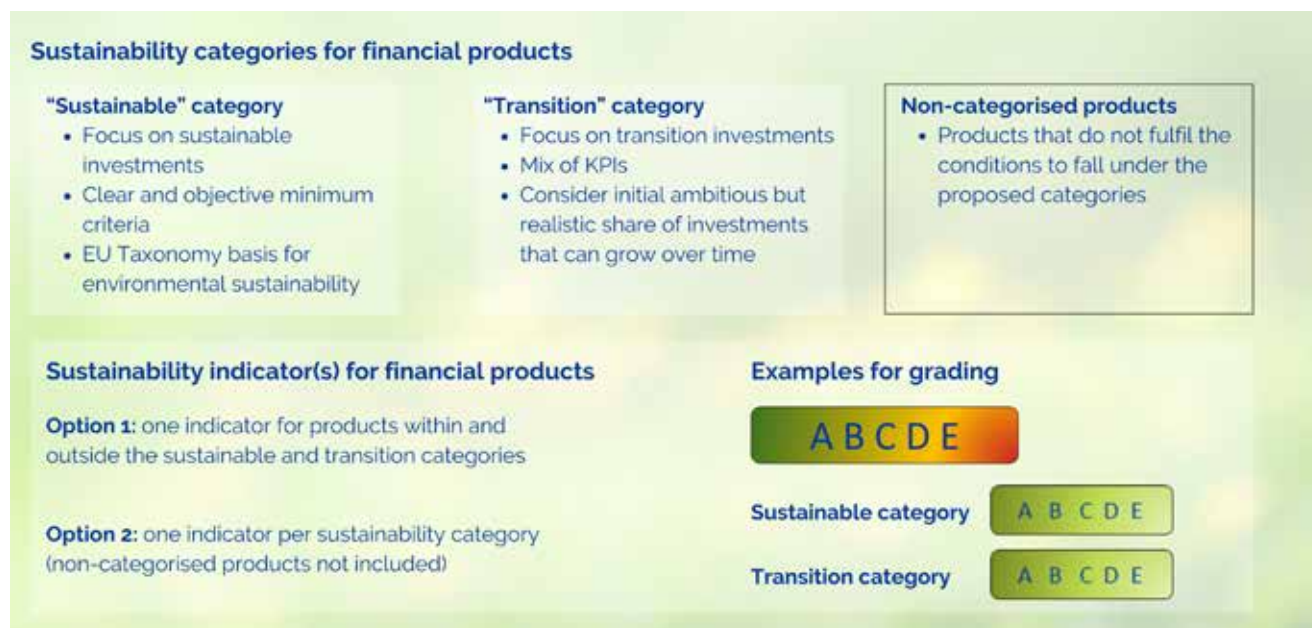 Sustainability categories for financial products
“Sustainable” category
• Focus on sustainable
investments
• Clear and objective minimum
criteria
• EU Taxonomy basis for
environmental sustainability
“Transition” category
• Focus on transition investments
• Mix of KPIs
• Consider initial ambitious but
realistic share of investments
that can grow over time
Non-categorised products
• Products that do not fulfil the
conditions to fall under the
proposed categories
Sustainability indicator(s) for financial products
Option 1: one indicator for products within and
outside the sustainable and transition categories
Option 2: one indicator per sustainability category
(non-categorised products not included)
Examples for grading
A B C D E
Sustainable category A B C D E
Transition category A B C D E